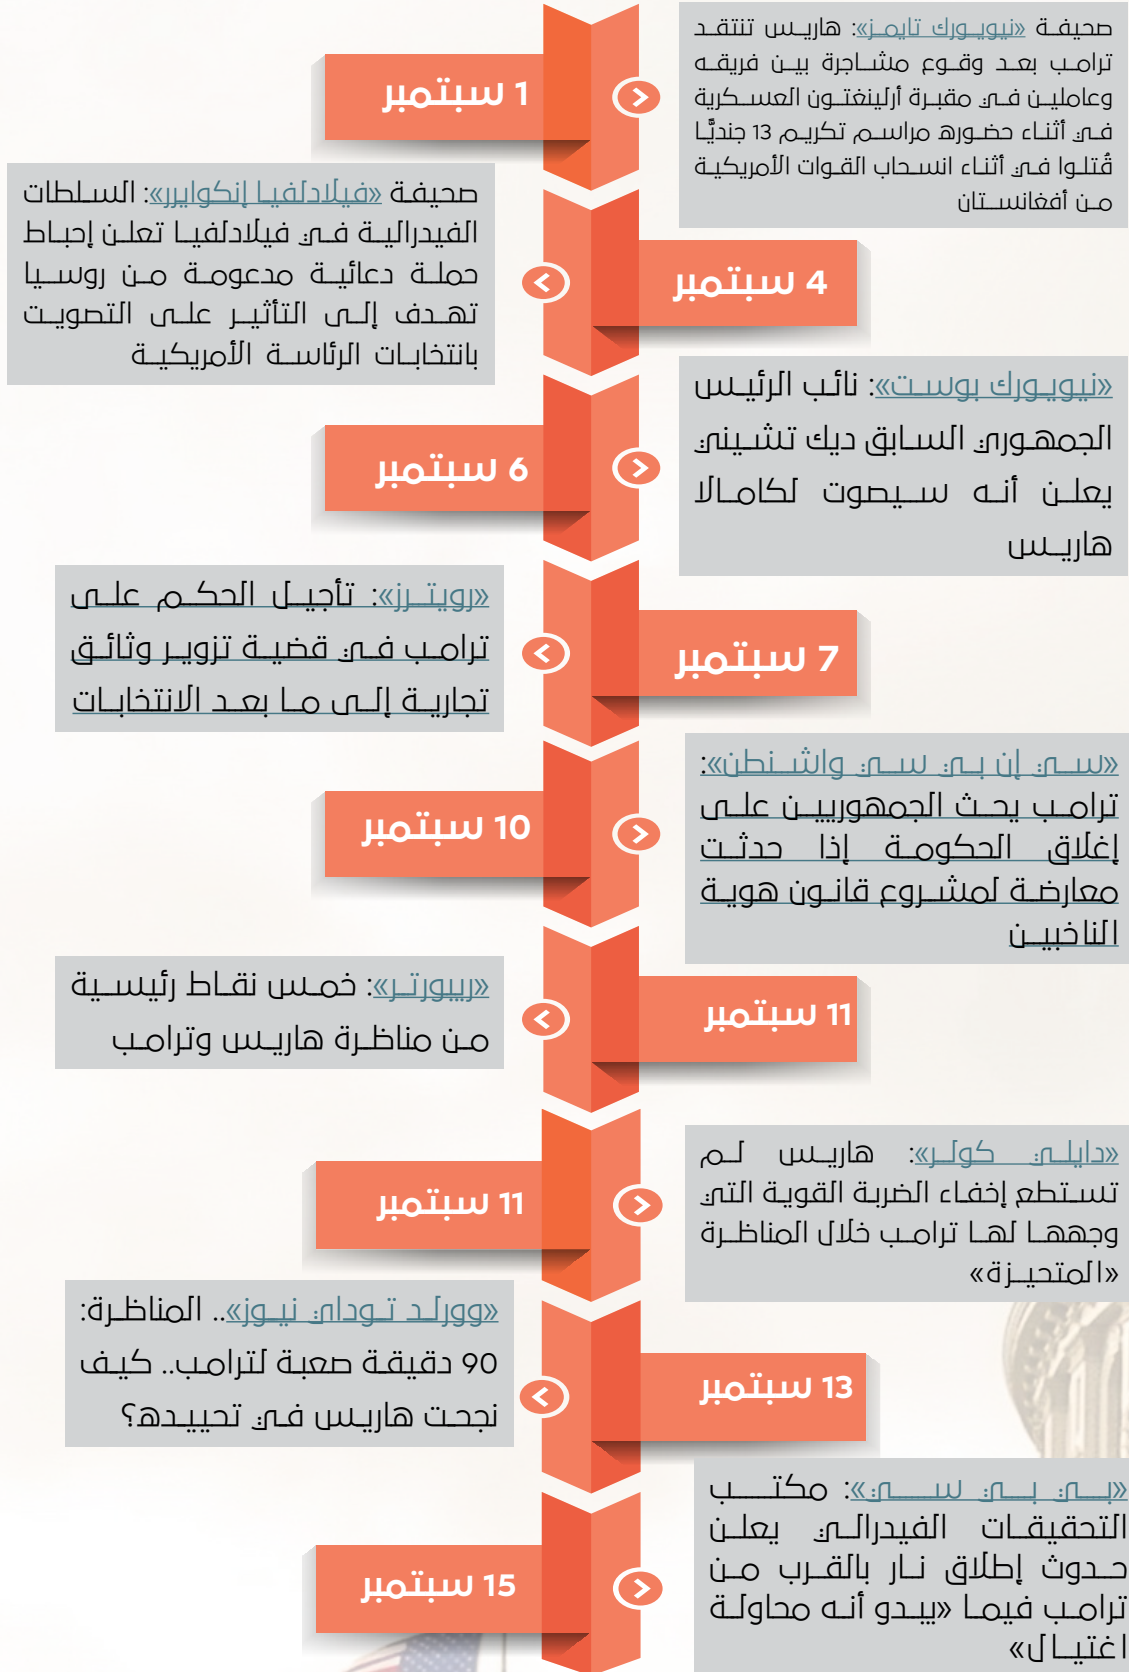 1 سبتمبر
صحيفة «نيويورك تايمز»: هاريس تنتقد
ترامب بعد وقوع مشاجرة بين فريقه
وعاملين في مقبرة أرلينغتون العسكرية
في أثناء حضوره مراسم تكريم 13 جنديًّا
قُتلوا في أثناء انسحاب القوات الأمريكية
من أفغانستان
4 سبتمبر
صحيفة «فيلادلفيا إنكوايرر»: السلطات
الفيدرالية في فيلادلفيا تعلن إحباط
حملة دعائية مدعومة من روسيا
تهدف إلى التأثير على التصويت
بانتخابات الرئاسة الأمريكية
6 سبتمبر
«نيويورك بوست»: نائب الرئيس
الجمهوري السابق ديك تشيني
يعلن أنه سيصوت لكامالا
هاريس
7 سبتمبر
«رويترز»: تأجيل الحكم على
ترامب في قضية تزوير وثائق
تجارية إلى ما بعد الانتخابات
10 سبتمبر
«سي إن بي سي واشنطن»:
ترامب يحث الجمهوريين على
إغلاق الحكومة إذا حدثت
معارضة لمشروع قانون هوية
الناخبين
11 سبتمبر
«ريبورتر»: خمس نقاط رئيسية
من مناظرة هاريس وترامب
11 سبتمبر
«دايلي كولر»: هاريس لم
تستطع إخفاء الضربة القوية التي
وجهها لها ترامب خلال المناظرة
«المتحيزة»
13 سبتمبر
«وورلد توداي نيوز».. المناظرة:
90 دقيقة صعبة لترامب.. كيف
نجحت هاريس في تحييده؟
15 سبتمبر
«بي بي سي»: مكتب
التحقيقات الفيدرالي يعلن
حدوث إطلاق نار بالقرب من
ترامب فيما «يبدو أنه محاولة
اغتيال»